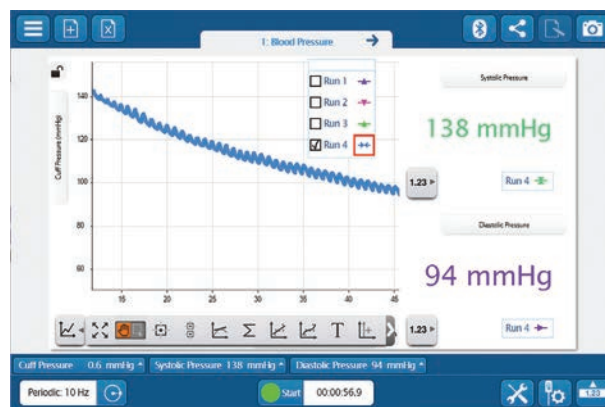 1: Blood Pressure
Cuff Pressure (mmHg)
140
120
100
80
60
15 20 25 30 35 40 45
Run 1
Run 2
Run 3
Run 4
Systolic Pressure
138 mmHg
1.23
Run 4
Diastolic Pressure
94 mmHg
1.23
Run 4
Σ T
Cuff Pressure 0.6 mmHg Systolic Pressure 138 mmHg Diastolic Pressure 94 mmHg
Periodic: 10 Hz Start 00:00:56.9
1.23